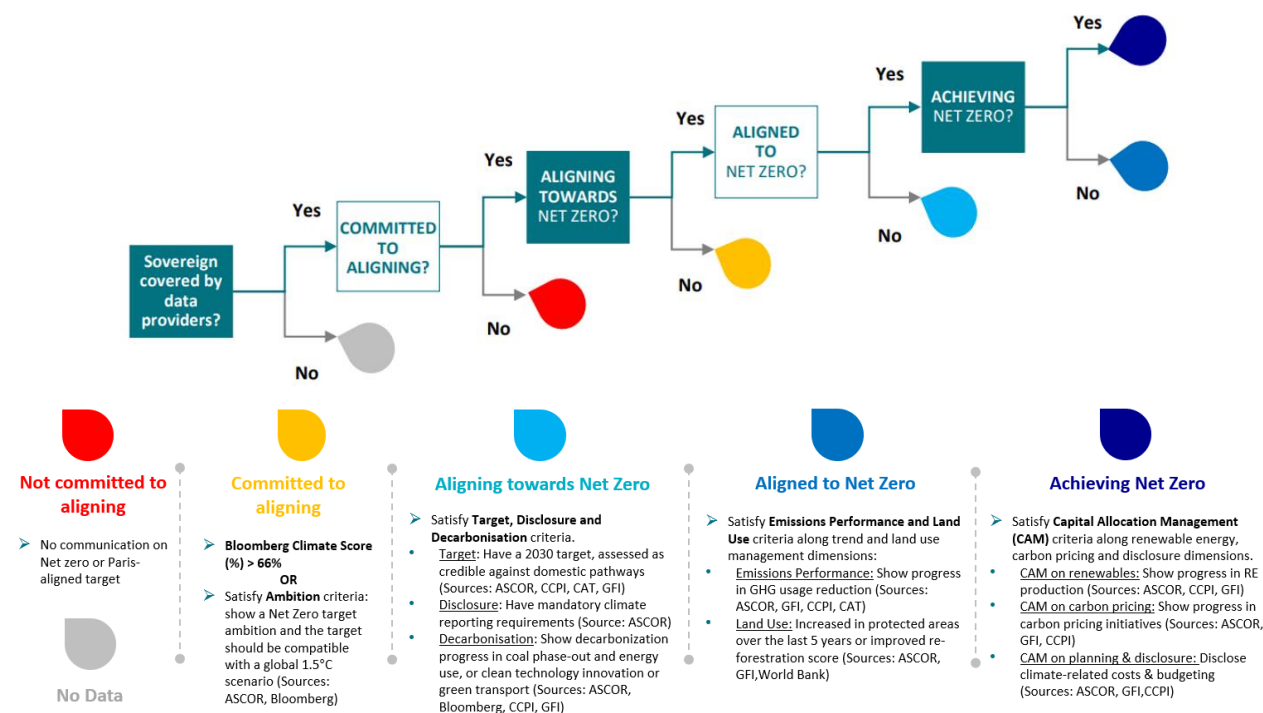 Yes
Yes
ACHIEVING
NET ZERO?
Yes
ALIGNED
TO
NET ZERO?
No
Yes
ALIGNING
TOWARDS
NET ZERO?
No
Yes
COMMITTED
TO
ALIGNING?
No
Sovereign
covered by
data
providers?
No
No
Not committed to
aligning
➢ No communication on
Net zero or Paris-
aligned target
No Data
Committed to
aligning
➢ Bloomberg Climate Score
(%) > 66%
OR
➢ Satisfy Ambition criteria:
show a Net Zero target
ambition and the target
should be compatible
with a global 1.5°C
scenario (Sources:
ASCOR, Bloomberg)
Aligning towards Net Zero
➢ Satisfy Target, Disclosure and
Decarbonisation criteria.
• Target: Have a 2030 target, assessed as
credible against domestic pathways
(Sources: ASCOR, CCPI, CAT, GFI)
• Disclosure: Have mandatory climate
reporting requirements (Source: ASCOR)
• Decarbonisation: Show decarbonization
progress in coal phase-out and energy
use, or clean technology innovation or
green transport (Sources: ASCOR,
Bloomberg, CCPI, GFI)
Aligned to Net Zero
➢ Satisfy Emissions Performance and Land
Use criteria along trend and land use
management dimensions:
• Emissions Performance: Show progress
in GHG usage reduction (Sources:
ASCOR, GFI, CCPI, CAT)
• Land Use: Increased in protected areas
over the last 5 years or improved re-
forestration score (Sources: ASCOR,
GFI,World Bank)
Achieving Net Zero
➢ Satisfy Capital Allocation Management
(CAM) criteria along renewable energy,
carbon pricing and disclosure dimensions.
• CAM on renewables: Show progress in RE
production (Sources: ASCOR, CCPI, GFI)
• CAM on carbon pricing: Show progress in
carbon pricing initiatives (Sources: ASCOR,
GFI, CCPI)
• CAM on planning & disclosure: Disclose
climate-related costs & budgeting
(Sources: ASCOR, GFI,CCPI)